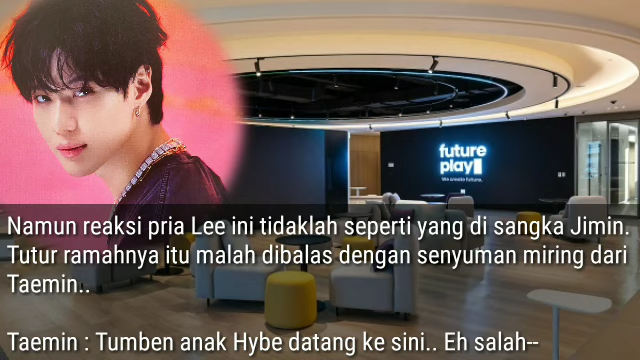 future
play
We create future.
Namun reaksi pria Lee ini tidaklah seperti yang di sangka Jimin.
Tutur ramahnya itu malah dibalas dengan senyuman miring dari
Taemin..
Taemin : Tumben anak Hybe datang ke sini.. Eh salah--